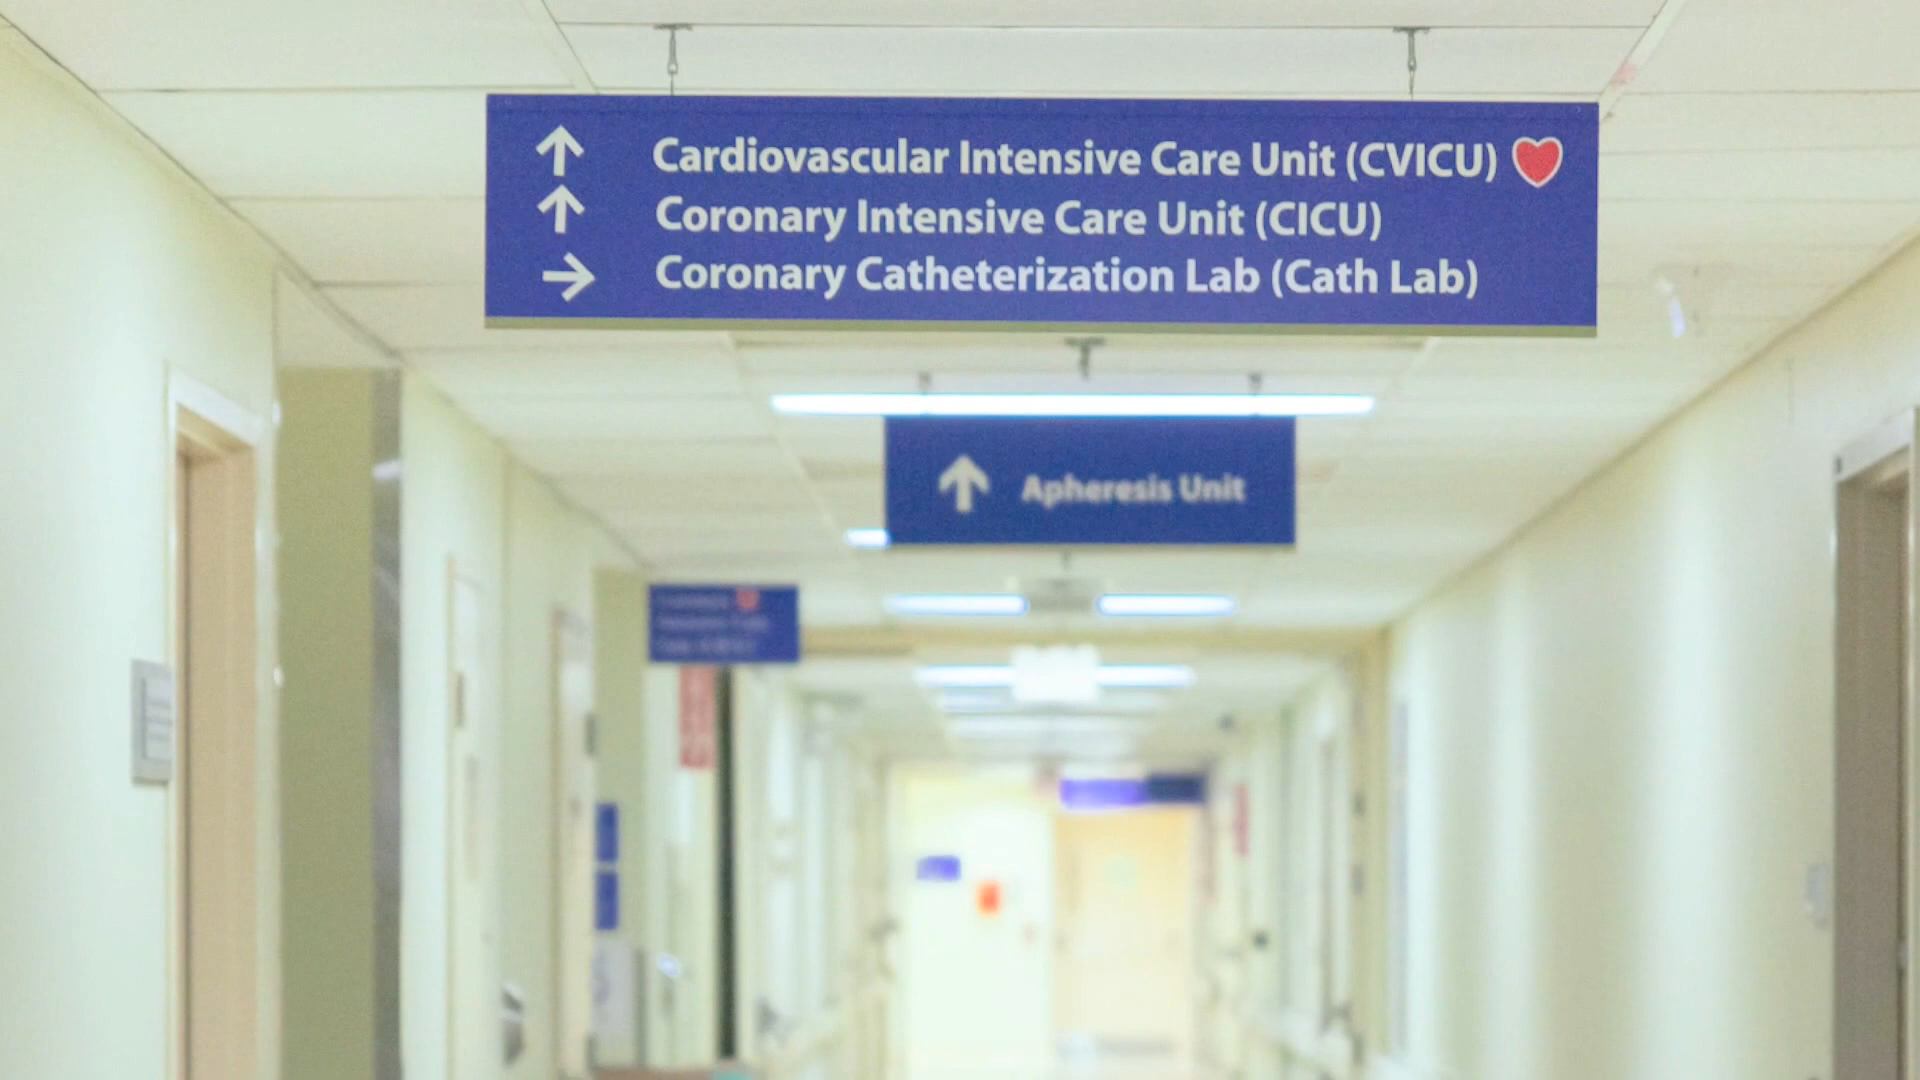 Cardiovascular Intensive Care Unit (CVICU)
Coronary Intensive Care Unit (CICU)
Coronary Catheterization Lab (Cath Lab)
Apheresis Unit